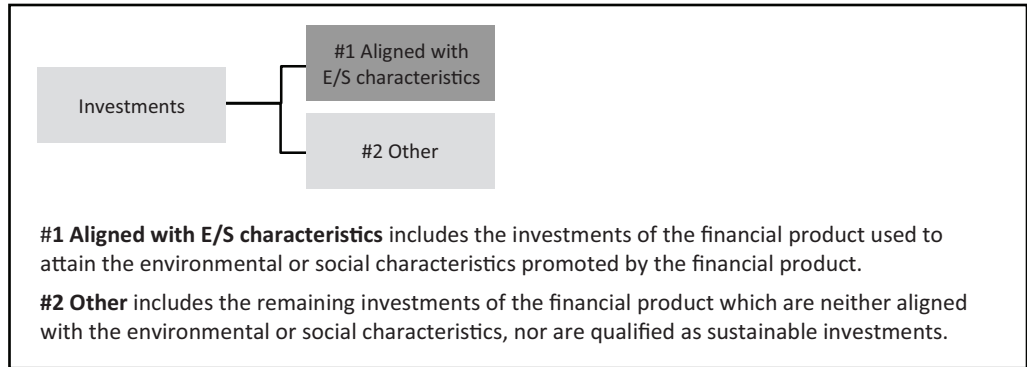 #1 Aligned with
E/S characteristics
Investments
#2 Other
#1 Aligned with E/S characteristics includes the investments of the financial product used to
attain the environmental or social characteristics promoted by the financial product.
#2 Other includes the remaining investments of the financial product which are neither aligned
with the environmental or social characteristics, nor are qualified as sustainable investments.